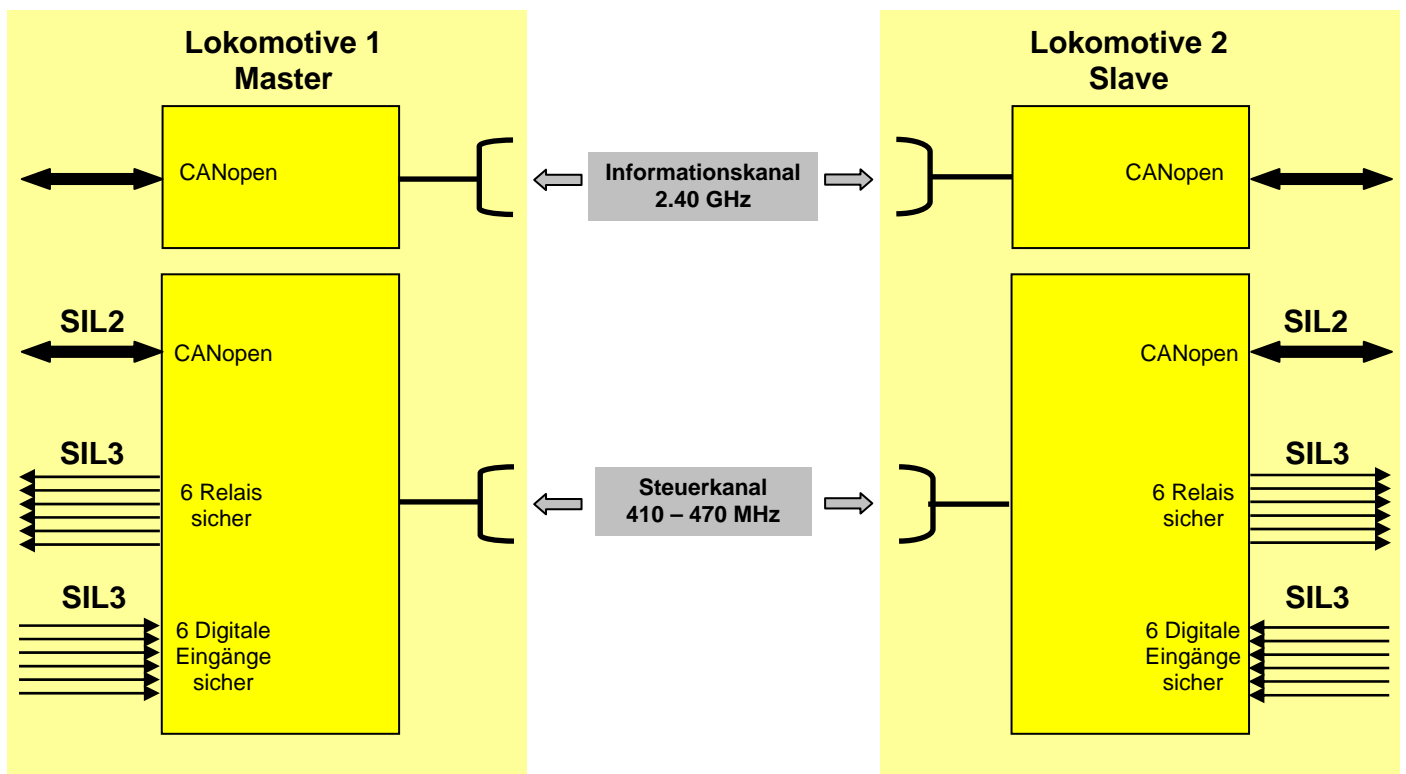 Lokomotive 1
Master
CANopen
SIL2
CANopen
SIL3
6 Relais
sicher
SIL3
6 Digitale
Eingänge
sicher
Informationskanal
2.40 GHz
Steuerkanal
410 – 470 MHz
Lokomotive 2
Slave
CANopen
SIL2
CANopen
SIL3
6 Relais
sicher
SIL3
6 Digitale
Eingänge
sicher